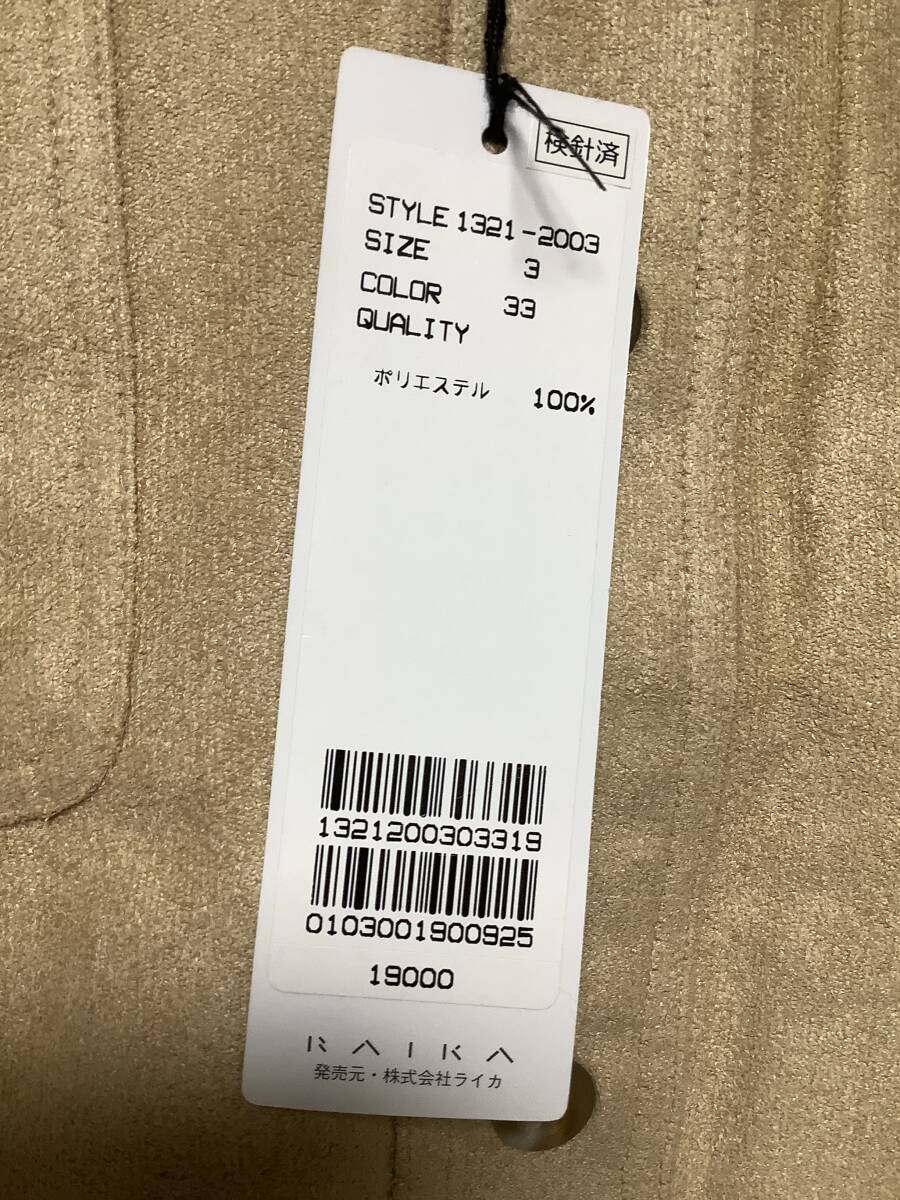 検針済
STYLE 1321-2003
SIZE 3
COLOR 33
QUALITY
ポリエステル 100%
1321200303319
0103001900925
19000
RAIKA
発売元・株式会社ライカ